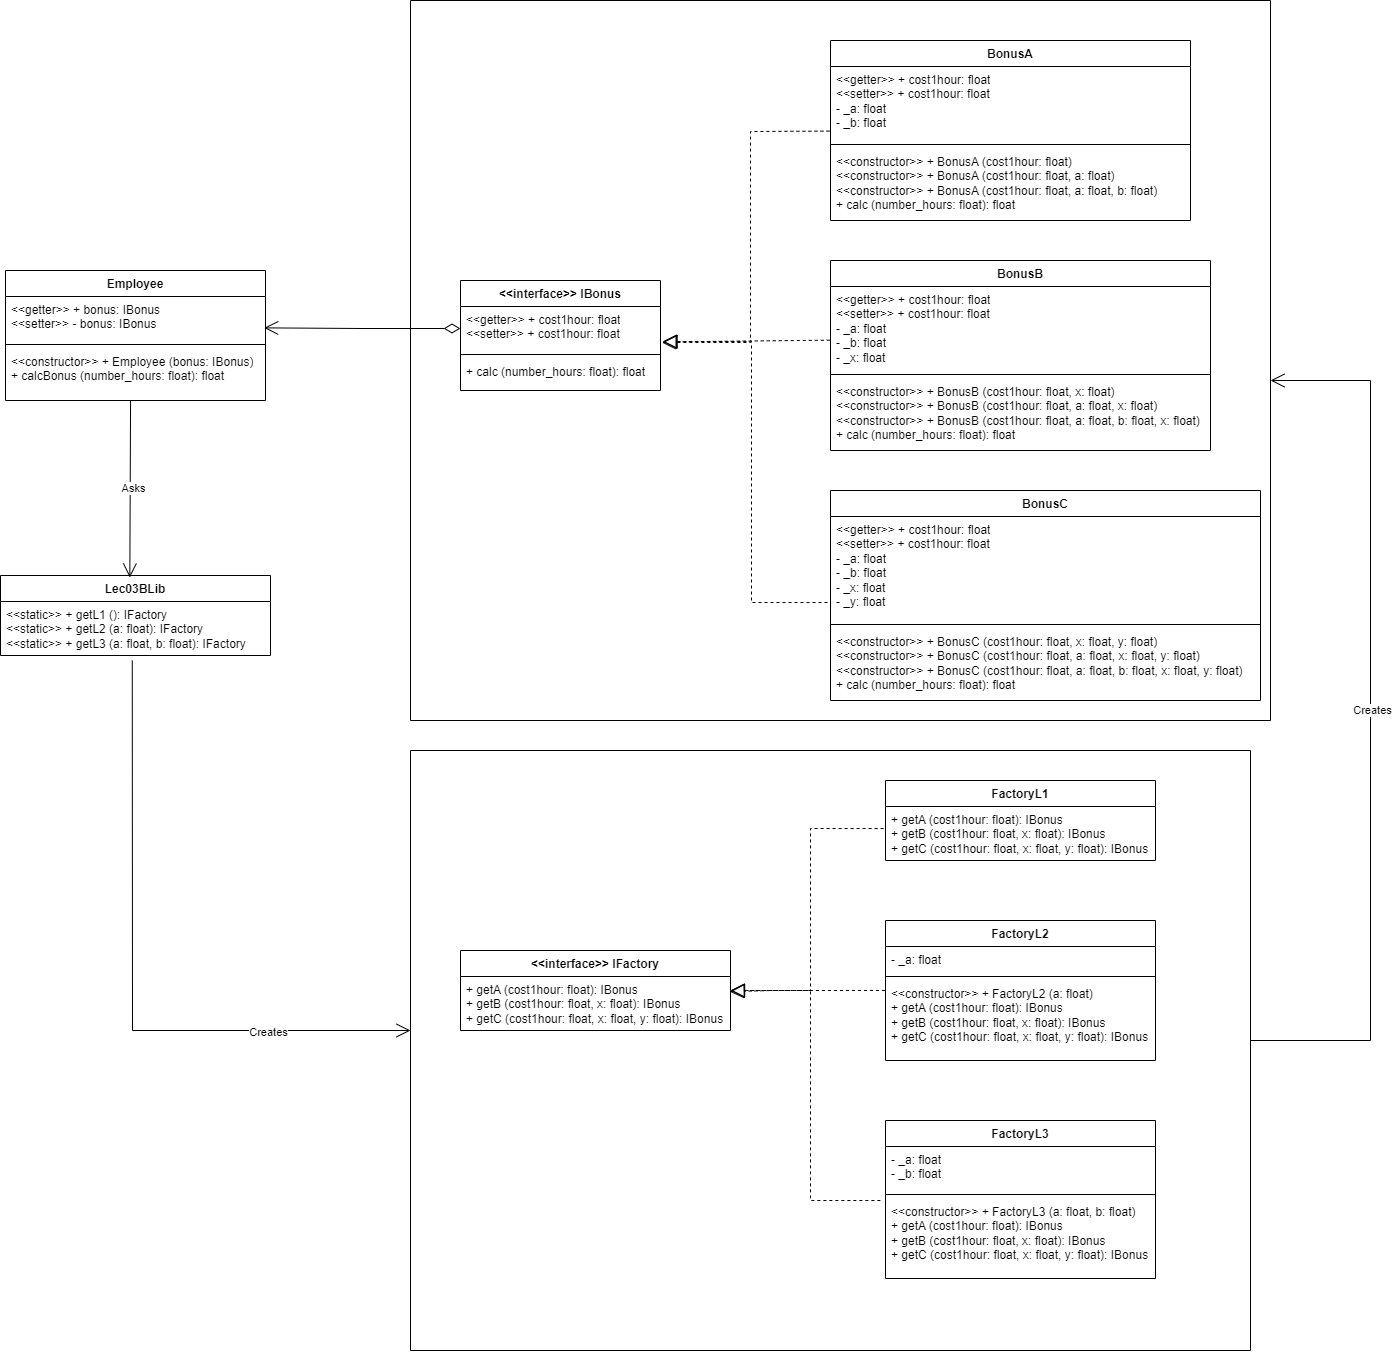 BonusA
<<getter>> + cost1hour: float
<<setter>> + cost1hour: float
- _a: float
- _b: float
<<constructor>> + BonusA (cost1hour: float)
<<constructor>> + BonusA (cost1hour: float, a: float)
<<constructor>> + BonusA (cost1hour: float, a: float, b: float)
+ calc (number_hours: float): float
Employee
<<getter>> + bonus: IBonus
<<setter>> - bonus: IBonus
<<constructor>> + Employee (bonus: IBonus)
+ calcBonus (number_hours: float): float
<<interface>> IBonus
<<getter>> + cost1hour: float
<<setter>> + cost1hour: float
+ calc (number_hours: float): float
BonusB
<<getter>> + cost1hour: float
<<setter>> + cost1hour: float
- _a: float
- _b: float
- _x: float
<<constructor>> + BonusB (cost1hour: float, x: float)
<<constructor>> + BonusB (cost1hour: float, a: float, x: float)
<<constructor>> + BonusB (cost1hour: float, a: float, b: float, x: float)
+ calc (number_hours: float): float
Asks
BonusC
<<getter>> + cost1hour: float
<<setter>> + cost1hour: float
- _a: float
- _b: float
- _x: float
- _y: float
<<constructor>> + BonusC (cost1hour: float, x: float, y: float)
<<constructor>> + BonusC (cost1hour: float, a: float, x: float, y: float)
<<constructor>> + BonusC (cost1hour: float, a: float, b: float, x: float, y: float)
+ calc (number_hours: float): float
Lec03BLib
<<static>> + getL1 (): IFactory
<<static>> + getL2 (a: float): IFactory
<<static>> + getL3 (a: float, b: float): IFactory
Creates
FactoryL1
+ getA (cost1hour: float): IBonus
+ getB (cost1hour: float, x: float): IBonus
+ getC (cost1hour: float, x: float, y: float): IBonus
<<interface>> IFactory
+ getA (cost1hour: float): IBonus
+ getB (cost1hour: float, x: float): IBonus
+ getC (cost1hour: float, x: float, y: float): IBonus
FactoryL2
- _a: float
<<constructor>> + FactoryL2 (a: float)
+ getA (cost1hour: float): IBonus
+ getB (cost1hour: float, x: float): IBonus
+ getC (cost1hour: float, x: float, y: float): IBonus
Creates
FactoryL3
- _a: float
- _b: float
<<constructor>> + FactoryL3 (a: float, b: float)
+ getA (cost1hour: float): IBonus
+ getB (cost1hour: float, x: float): IBonus
+ getC (cost1hour: float, x: float, y: float): IBonus